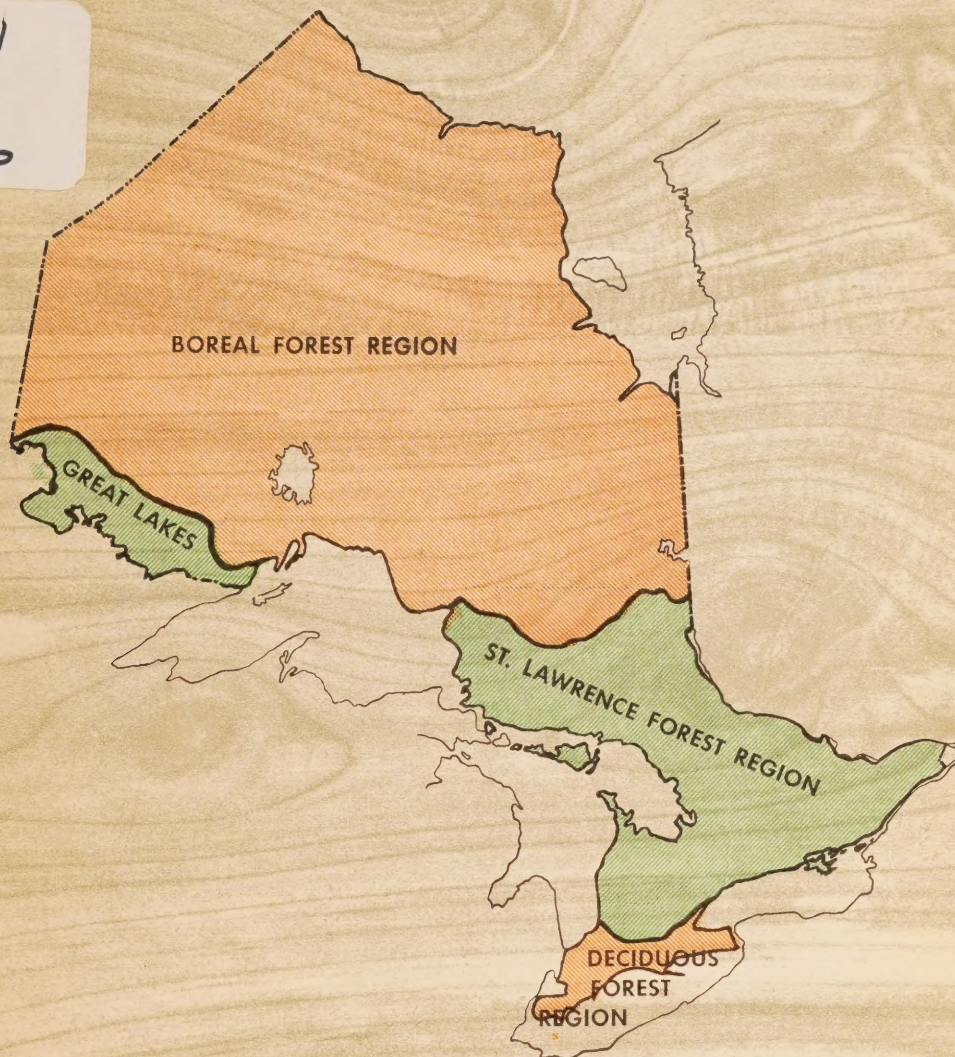 BOREAL FOREST REGION
GREAT LAKES
ST. LAWRENCE FOREST REGION
DECIDUOUS
FOREST
REGION